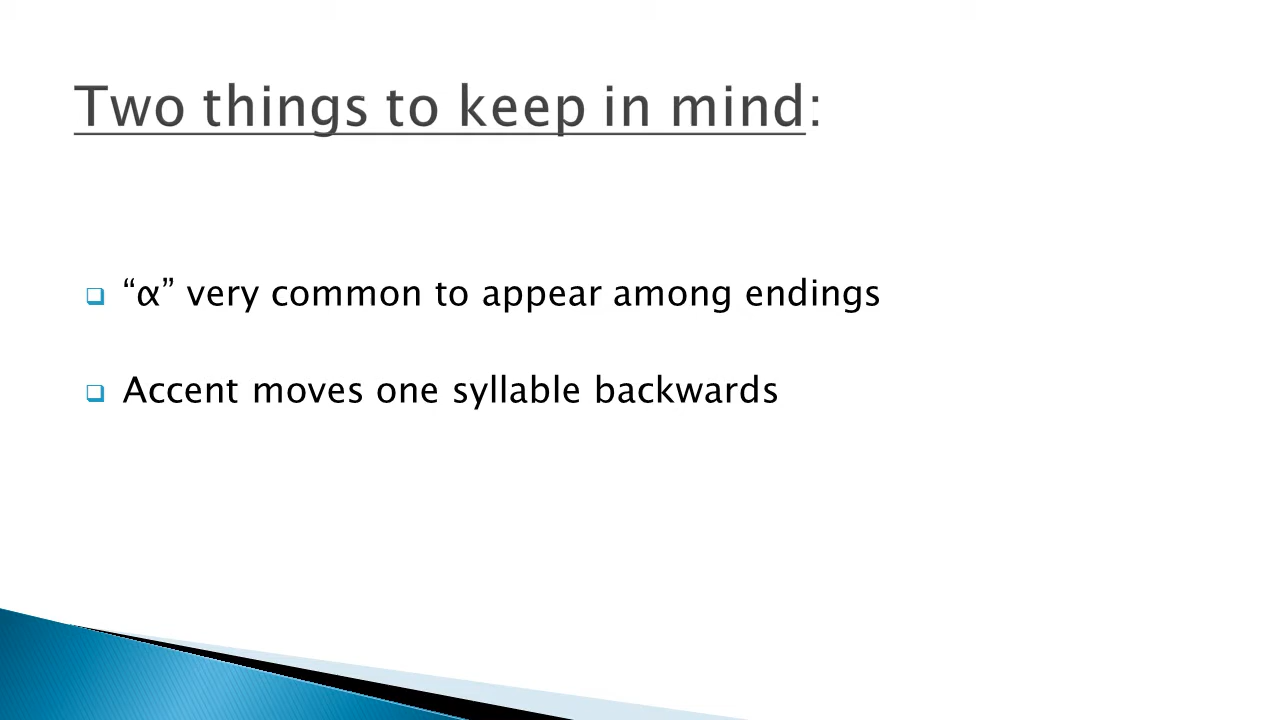 Two things to keep in mind:
“α” very common to appear among endings
Accent moves one syllable backwards